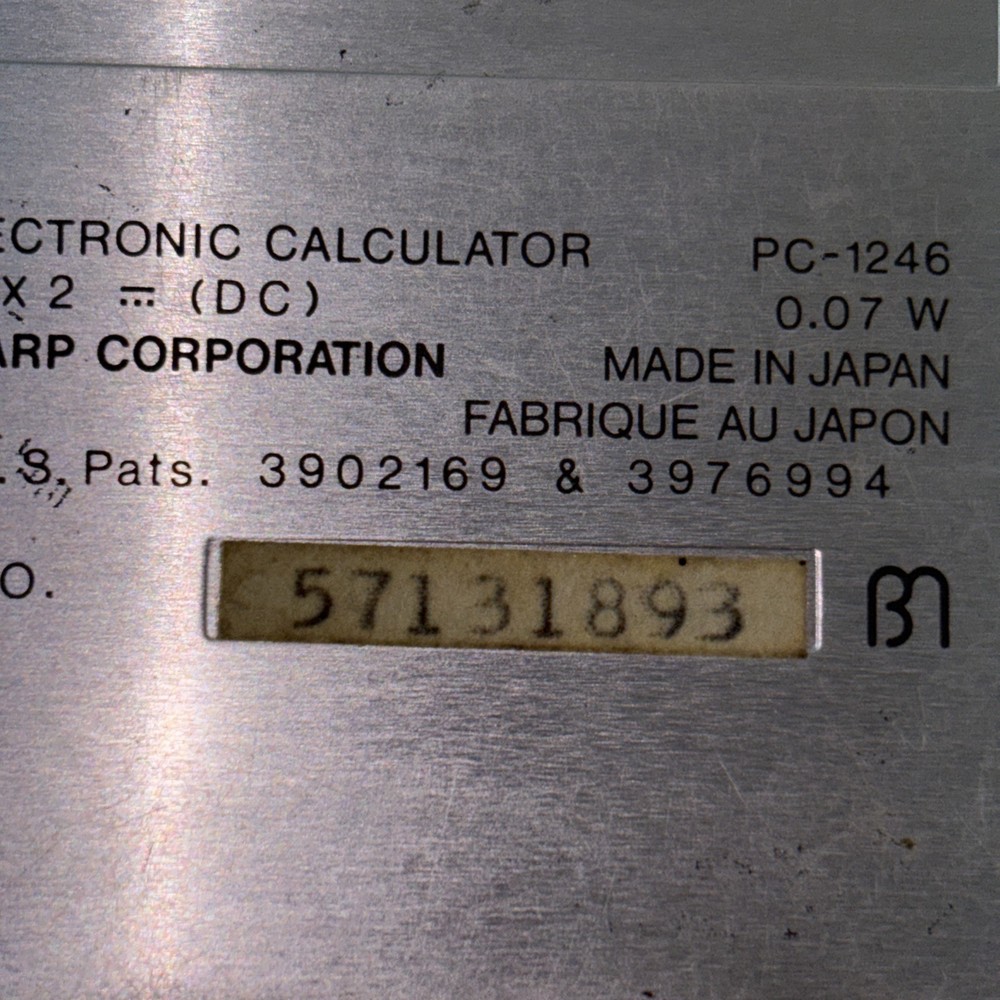 ECTRONIC CALCULATOR PC-1246
X 2 ⎓ (DC) 0.07 W
ARP CORPORATION MADE IN JAPAN
FABRIQUE AU JAPON
.S. Pats. 3902169 & 3976994
O. 57131893